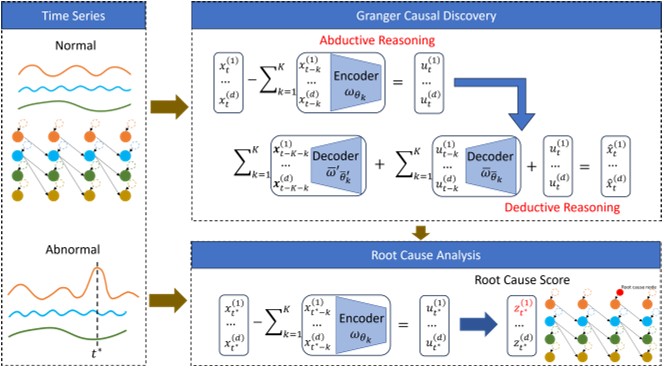 Time Series
Normal
Abnormal
t*
Granger Causal Discovery
Abductive Reasoning
x_t^(1) ... x_t^(d) − ∑_{k=1}^K x_{t-k}^(1) ... x_{t-k}^(d) Encoder ω_{θ_k} = u_t^(1) ... u_t^(d)
∑_{k=1}^K x_{t-K-k}^(1) ... x_{t-K-k}^(d) Decoder ω̅′_{θ̅′_k} + ∑_{k=1}^K u_{t-k}^(1) ... u_{t-k}^(d) Decoder ω̅_{θ̅_k} + u_t^(1) ... u_t^(d) = x̂_t^(1) ... x̂_t^(d)
Deductive Reasoning
Root Cause Analysis
Root Cause Score
Root cause node
x_{t*}^(1) ... x_{t*}^(d) − ∑_{k=1}^K x_{t*-k}^(1) ... x_{t*-k}^(d) Encoder ω_{θ_k} = u_{t*}^(1) ... u_{t*}^(d)
z_{t*}^(1) ... z_{t*}^(d)